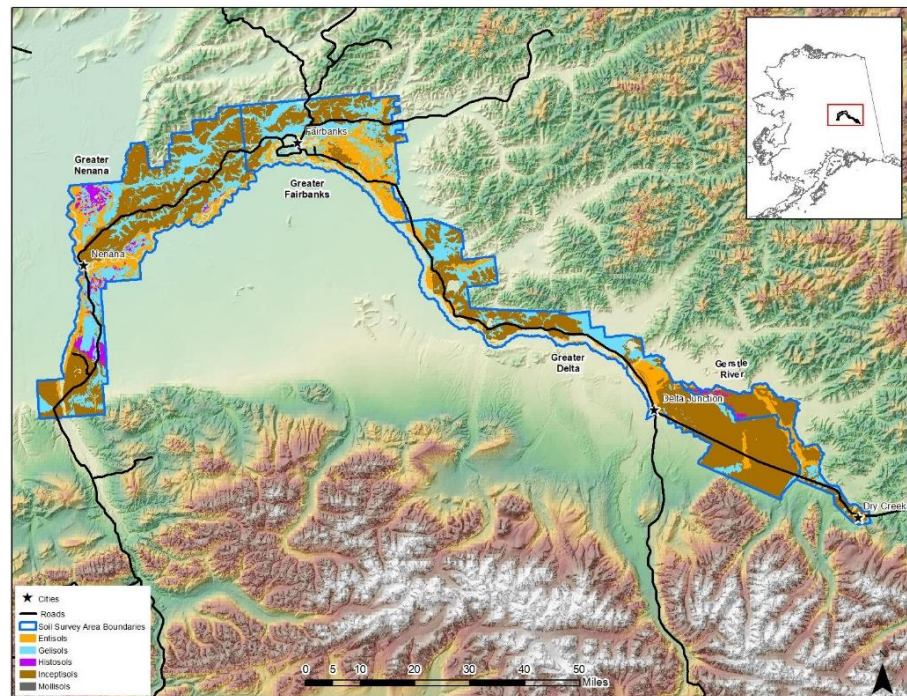 Fairbanks
Greater
Nenana
Greater
Fairbanks
Nenana
Greater
Delta
Gerstle
River
Delta Junction
Dry Creek
Cities
Roads
Soil Survey Area Boundaries
Entisols
Gelisols
Histosols
Inceptisols
Mollisols
0 5 10 20 30 40 50
Miles